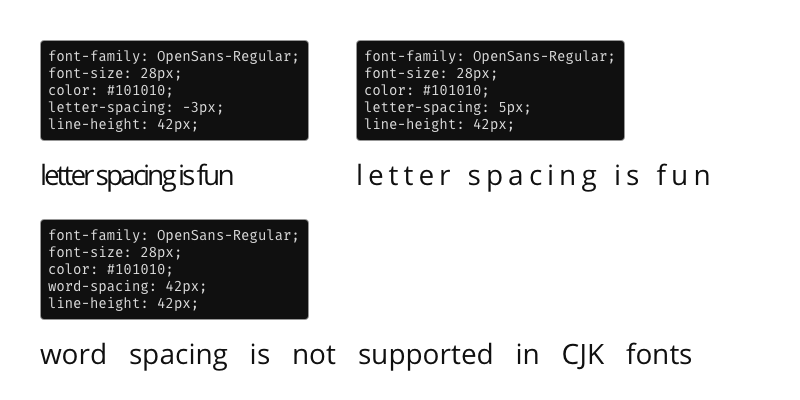 font-family: OpenSans-Regular;
font-size: 28px;
color: #101010;
letter-spacing: -3px;
line-height: 42px;
letter spacing is fun
font-family: OpenSans-Regular;
font-size: 28px;
color: #101010;
letter-spacing: 5px;
line-height: 42px;
letter spacing is fun
font-family: OpenSans-Regular;
font-size: 28px;
color: #101010;
word-spacing: 42px;
line-height: 42px;
word spacing is not supported in CJK fonts